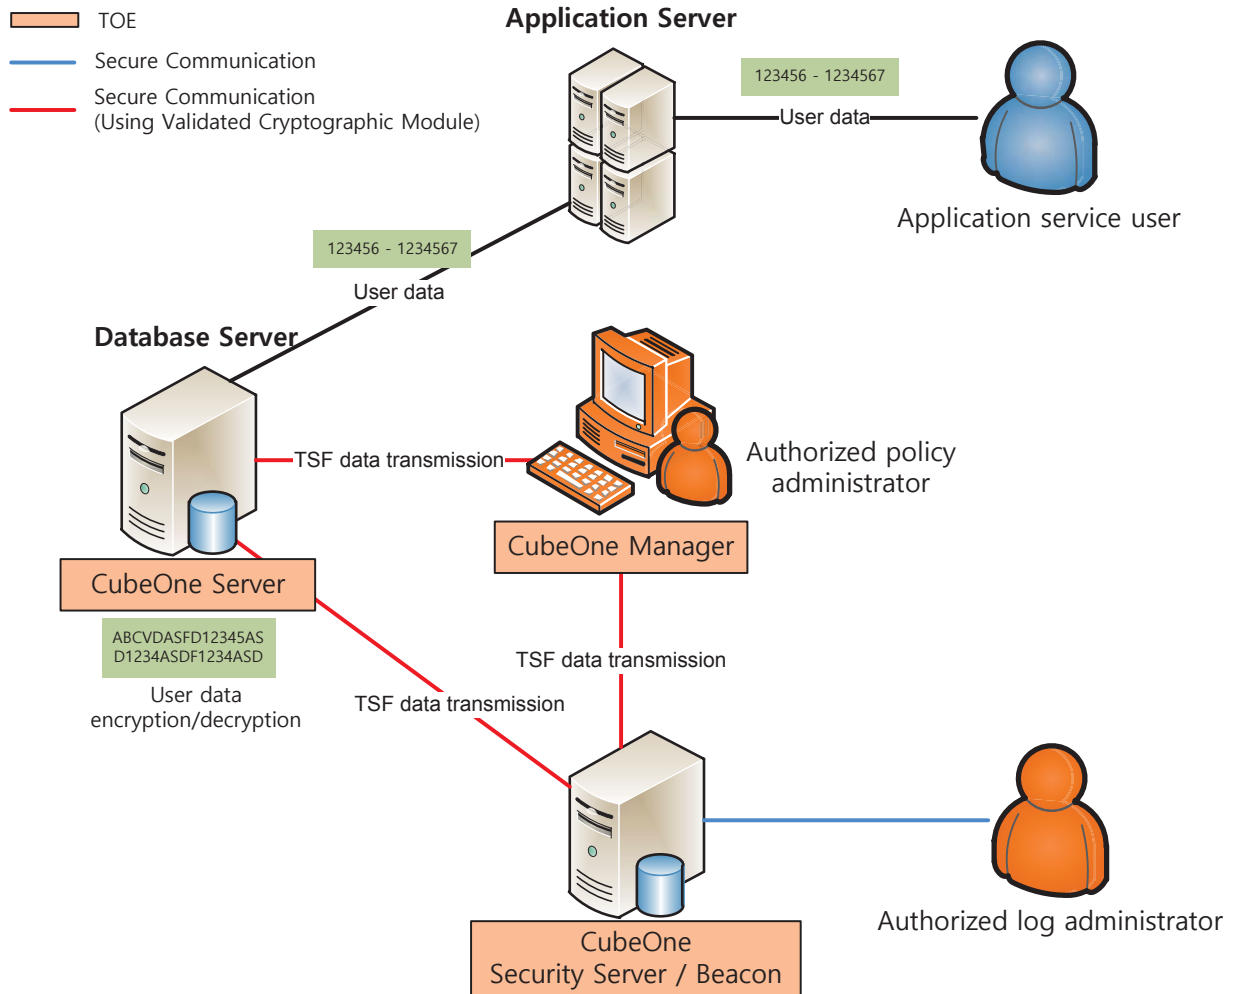 TOE
Secure Communication
Secure Communication
(Using Validated Cryptographic Module)
Application Server
123456 - 1234567
User data
Application service user
123456 - 1234567
User data
Database Server
TSF data transmission
Authorized policy
administrator
CubeOne Manager
CubeOne Server
ABCVDASFD12345AS
D1234ASDF1234ASD
User data
encryption/decryption
TSF data transmission
TSF data transmission
Authorized log administrator
CubeOne
Security Server / Beacon